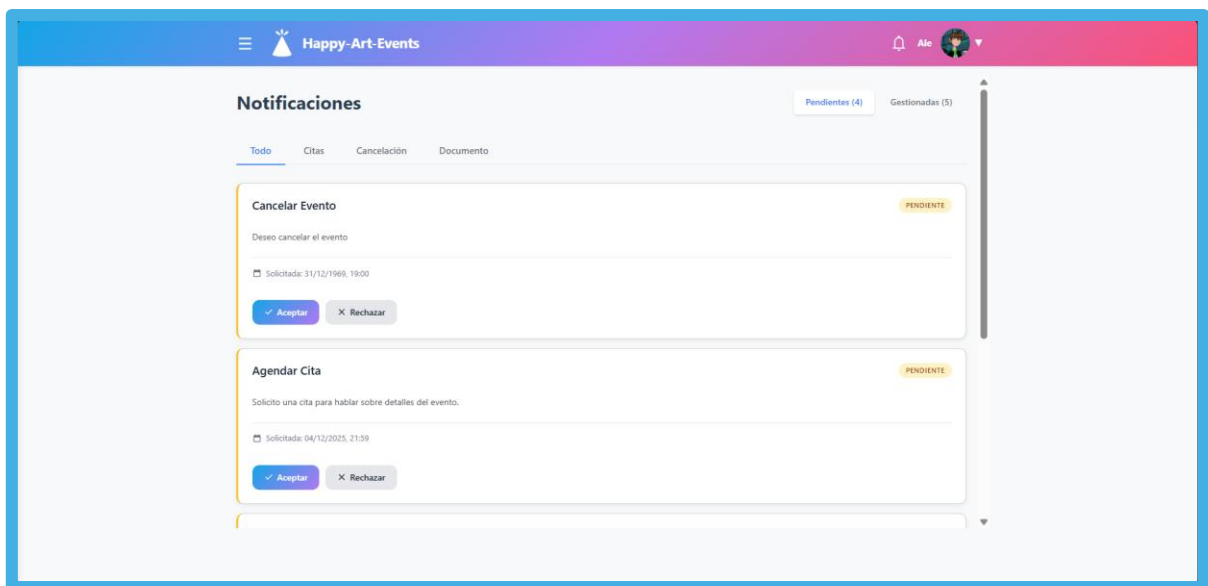 Happy-Art-Events
Ale
Notificaciones
Pendientes (4)
Gestionadas (5)
Todo
Citas
Cancelación
Documento
Cancelar Evento
PENDIENTE
Deseo cancelar el evento
Solicitada: 31/12/1969, 19:00
Aceptar
Rechazar
Agendar Cita
PENDIENTE
Solicito una cita para hablar sobre detalles del evento.
Solicitada: 04/12/2025, 21:59
Aceptar
Rechazar